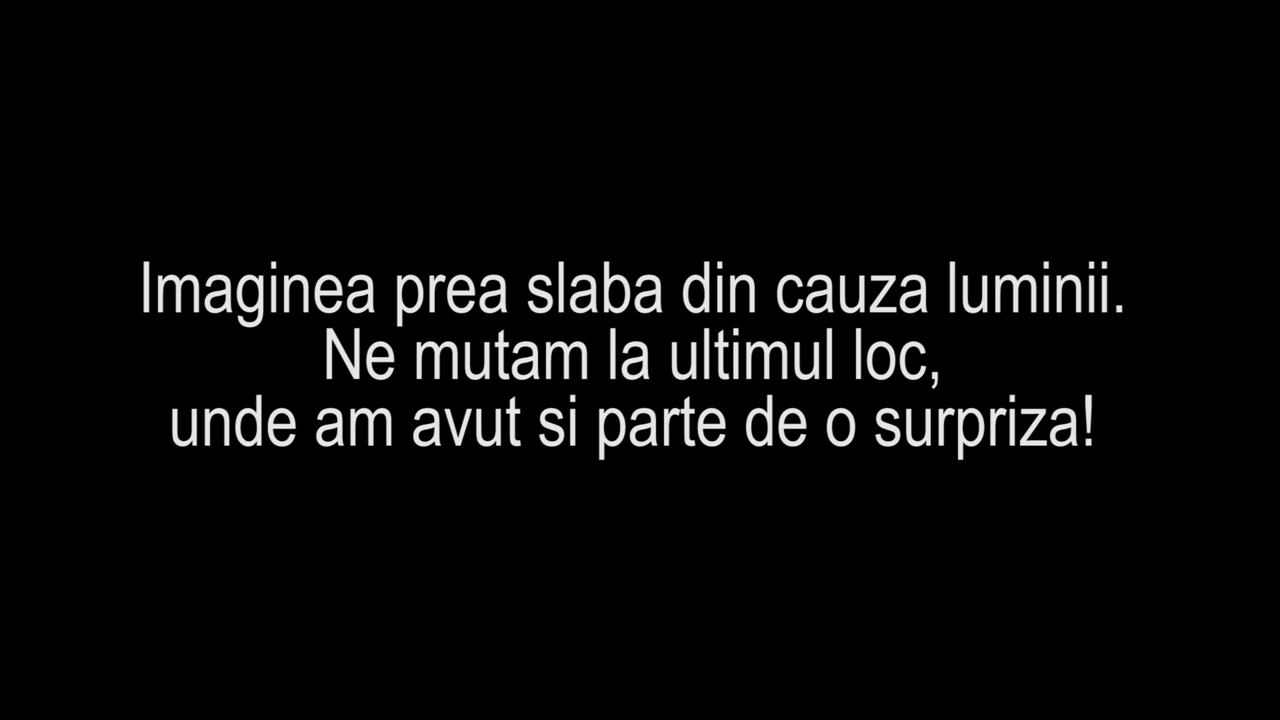 Imaginea prea slaba din cauza luminii.
Ne mutam la ultimul loc,
unde am avut si parte de o surpriza!